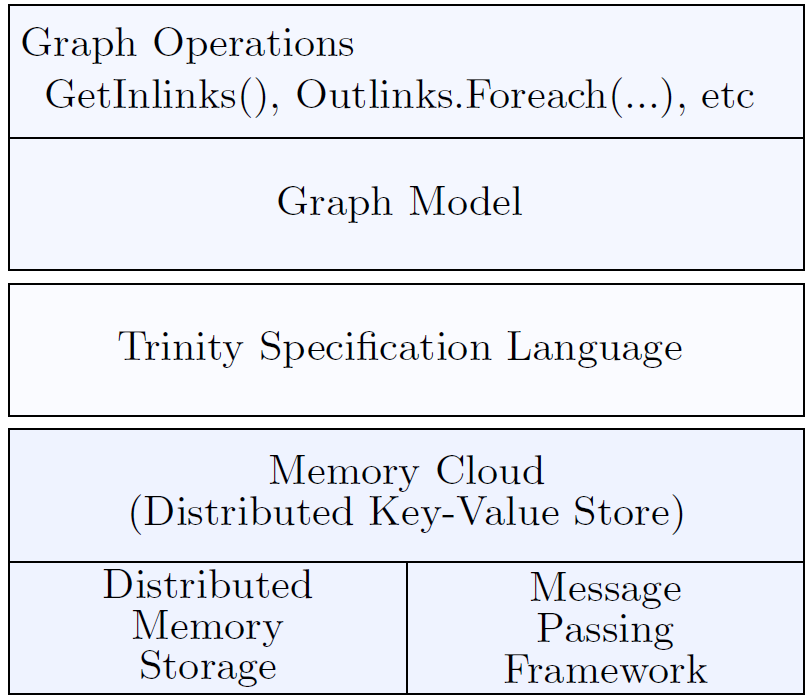 Graph Operations
GetInlinks(), Outlinks.Foreach(...), etc
Graph Model
Trinity Specification Language
Memory Cloud
(Distributed Key-Value Store)
Distributed
Memory
Storage
Message
Passing
Framework